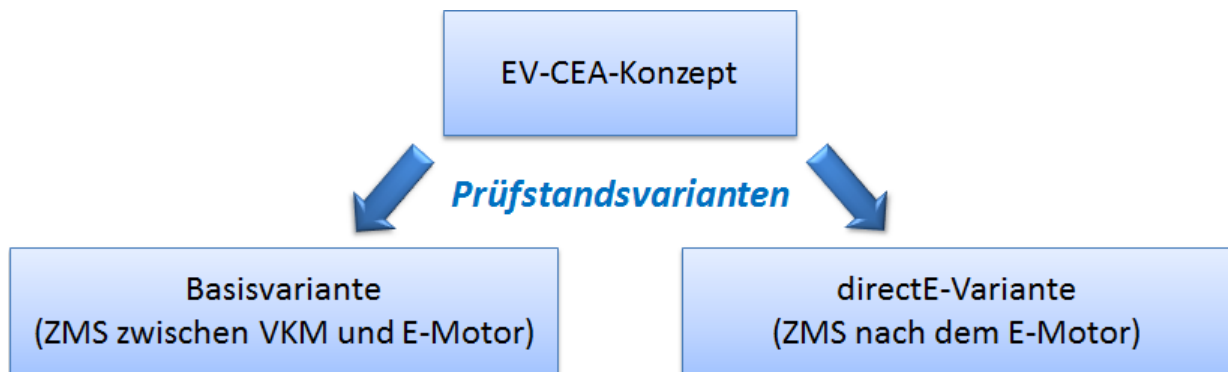 EV-CEA-Konzept
Prüfstandsvarianten
Basisvariante
(ZMS zwischen VKM und E-Motor)
directE-Variante
(ZMS nach dem E-Motor)